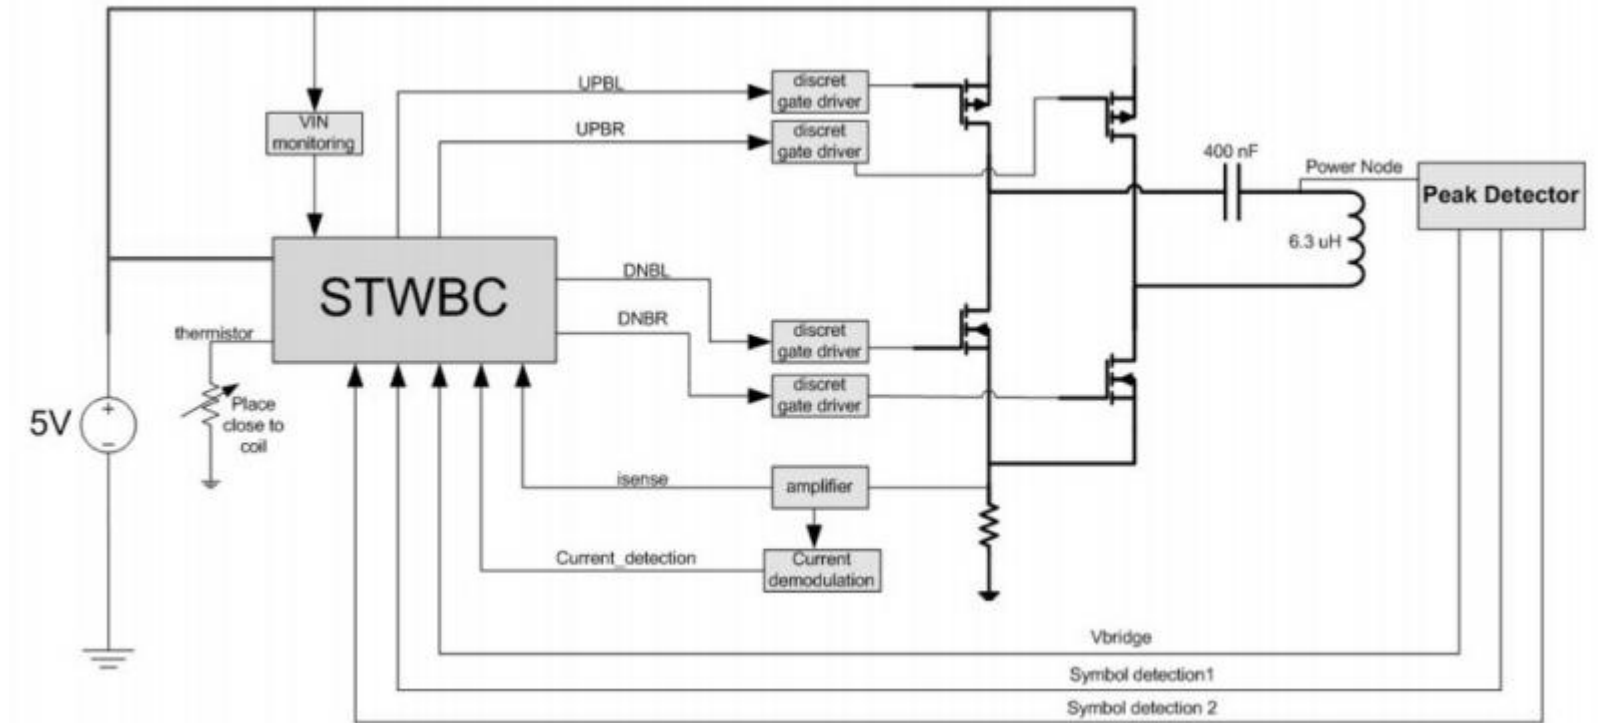 UPBL
discret
gate driver
UPBR
discret
gate driver
VIN
monitoring
400 nF
Power Node
Peak Detector
6.3 uH
STWBC
DNBL
DNBR
thermistor
discret
gate driver
discret
gate driver
5V
+
−
Place
close to
coil
isense
amplifier
Current_detection
Current
demodulation
Vbridge
Symbol detection1
Symbol detection 2